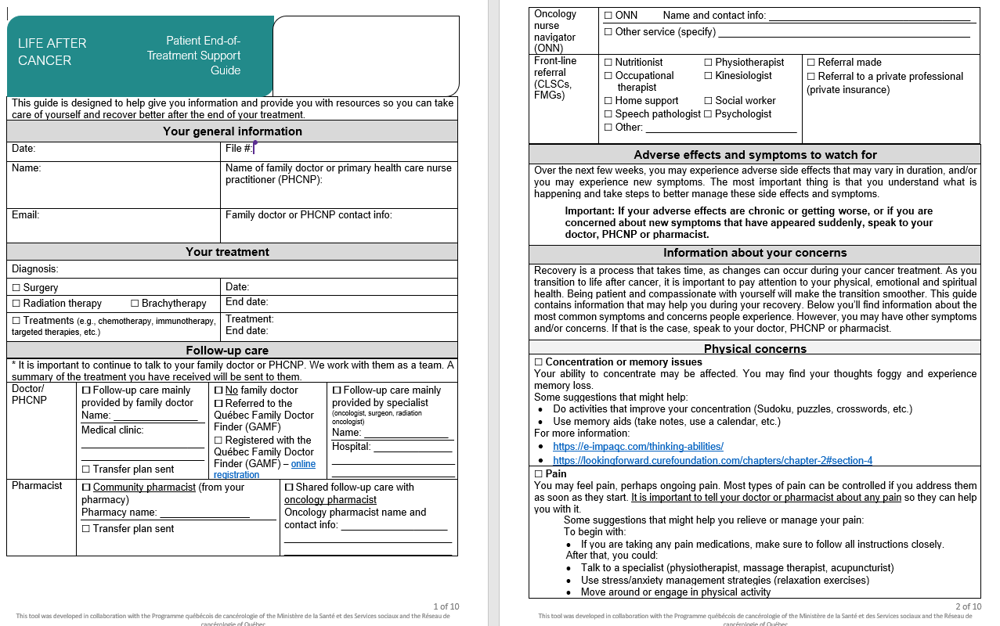 LIFE AFTER
CANCER
Patient End-of-
Treatment Support
Guide
This guide is designed to help give you information and provide you with resources so you can take
care of yourself and recover better after the end of your treatment.
Your general information
Date:
File #:
Name:
Name of family doctor or primary health care nurse
practitioner (PHCNP):
Email:
Family doctor or PHCNP contact info:
Your treatment
Diagnosis:
☐ Surgery
Date:
☐ Radiation therapy ☐ Brachytherapy
End date:
☐ Treatments (e.g., chemotherapy, immunotherapy,
targeted therapies, etc.)
Treatment:
End date:
Follow-up care
* It is important to continue to talk to your family doctor or PHCNP. We work with them as a team. A
summary of the treatment you have received will be sent to them.
Doctor/
PHCNP
☐ Follow-up care mainly
provided by family doctor
Name: ________________
Medical clinic:
☐ Transfer plan sent
☐ No family doctor
☐ Referred to the
Québec Family Doctor
Finder (GAMF)
☐ Registered with the
Québec Family Doctor
Finder (GAMF) – online
registration
☐ Follow-up care mainly
provided by specialist
(oncologist, surgeon, radiation
oncologist)
Name: ________________
Hospital: ______________
Pharmacist
☐ Community pharmacist (from your
pharmacy)
Pharmacy name: ________________
☐ Transfer plan sent
☐ Shared follow-up care with
oncology pharmacist
Oncology pharmacist name and
contact info: ___________________
1 of 10
This tool was developed in collaboration with the Programme québécois de cancérologie of the Ministère de la Santé et des Services sociaux and the Réseau de
cancérologie of Québec
Oncology
nurse
navigator
(ONN)
☐ ONN Name and contact info: ____________________________________
☐ Other service (specify) _____________________________________________
Front-line
referral
(CLSCs,
FMGs)
☐ Nutritionist ☐ Physiotherapist
☐ Occupational ☐ Kinesiologist
therapist
☐ Home support ☐ Social worker
☐ Speech pathologist ☐ Psychologist
☐ Other: ___________________________
☐ Referral made
☐ Referral to a private professional
(private insurance)
Adverse effects and symptoms to watch for
Over the next few weeks, you may experience adverse side effects that may vary in duration, and/or
you may experience new symptoms. The most important thing is that you understand what is
happening and take steps to better manage these side effects and symptoms.
Important: If your adverse effects are chronic or getting worse, or if you are
concerned about new symptoms that have appeared suddenly, speak to your
doctor, PHCNP or pharmacist.
Information about your concerns
Recovery is a process that takes time, as changes can occur during your cancer treatment. As you
transition to life after cancer, it is important to pay attention to your physical, emotional and spiritual
health. Being patient and compassionate with yourself will make the transition smoother. This guide
contains information that may help you during your recovery. Below you'll find information about the
most common symptoms and concerns people experience. However, you may have other symptoms
and/or concerns. If that is the case, speak to your doctor, PHCNP or pharmacist.
Physical concerns
☐ Concentration or memory issues
Your ability to concentrate may be affected. You may find your thoughts foggy and experience
memory loss.
Some suggestions that might help:
• Do activities that improve your concentration (Sudoku, puzzles, crosswords, etc.)
• Use memory aids (take notes, use a calendar, etc.)
For more information:
• https://e-impaqc.com/thinking-abilities/
• https://lookingforward.curefoundation.com/chapters/chapter-2#section-4
☐ Pain
You may feel pain, perhaps ongoing pain. Most types of pain can be controlled if you address them
as soon as they start. It is important to tell your doctor or pharmacist about any pain so they can help
you with it.
Some suggestions that might help you relieve or manage your pain:
To begin with:
• If you are taking any pain medications, make sure to follow all instructions closely.
After that, you could:
• Talk to a specialist (physiotherapist, massage therapist, acupuncturist)
• Use stress/anxiety management strategies (relaxation exercises)
• Move around or engage in physical activity
2 of 10
This tool was developed in collaboration with the Programme québécois de cancérologie of the Ministère de la Santé et des Services sociaux and the Réseau de
cancérologie of Québec